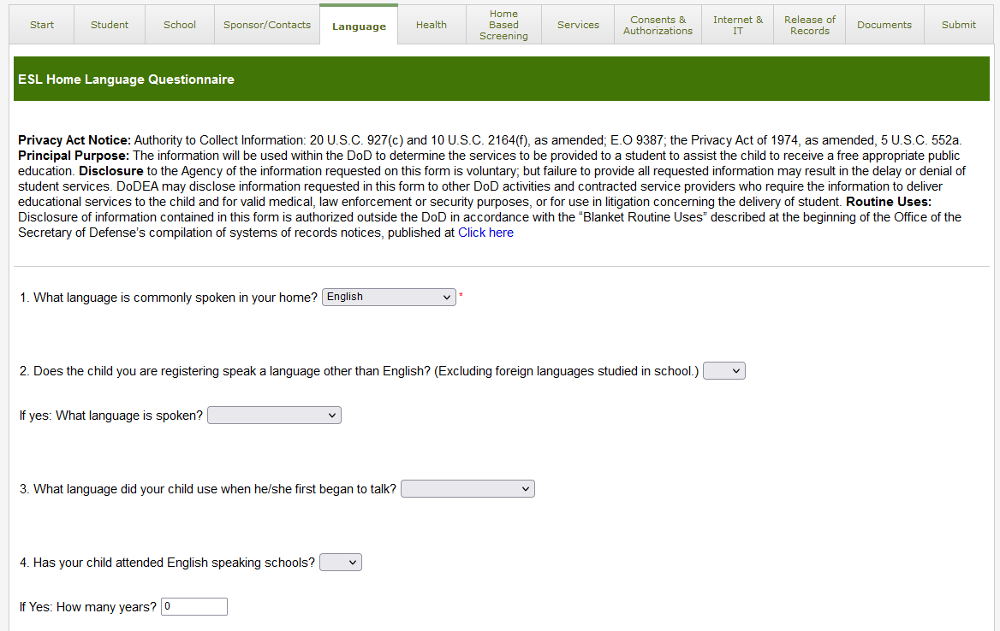 Start
Student
School
Sponsor/Contacts
Language
Health
Home
Based
Screening
Services
Consents &
Authorizations
Internet &
IT
Release of
Records
Documents
Submit
ESL Home Language Questionnaire
Privacy Act Notice: Authority to Collect Information: 20 U.S.C. 927(c) and 10 U.S.C. 2164(f), as amended; E.O 9387; the Privacy Act of 1974, as amended, 5 U.S.C. 552a.
Principal Purpose: The information will be used within the DoD to determine the services to be provided to a student to assist the child to receive a free appropriate public
education. Disclosure to the Agency of the information requested on this form is voluntary; but failure to provide all requested information may result in the delay or denial of
student services. DoDEA may disclose information requested in this form to other DoD activities and contracted service providers who require the information to deliver
educational services to the child and for valid medical, law enforcement or security purposes, or for use in litigation concerning the delivery of student. Routine Uses:
Disclosure of information contained in this form is authorized outside the DoD in accordance with the “Blanket Routine Uses” described at the beginning of the Office of the
Secretary of Defense’s compilation of systems of records notices, published at Click here
1. What language is commonly spoken in your home? English *
2. Does the child you are registering speak a language other than English? (Excluding foreign languages studied in school.)
If yes: What language is spoken?
3. What language did your child use when he/she first began to talk?
4. Has your child attended English speaking schools?
If Yes: How many years? 0